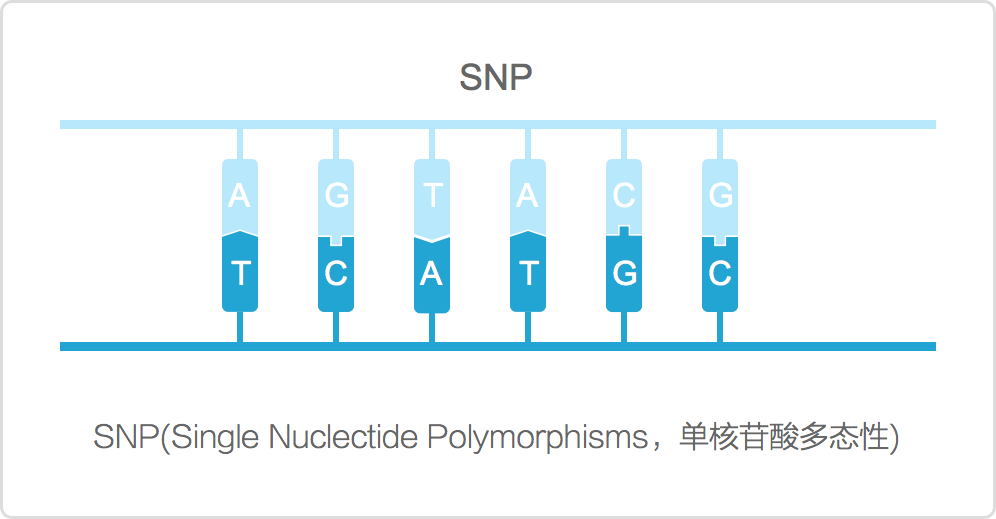 SNP
A G T A C G
T C A T G C
SNP(Single Nuclectide Polymorphisms，单核苷酸多态性)